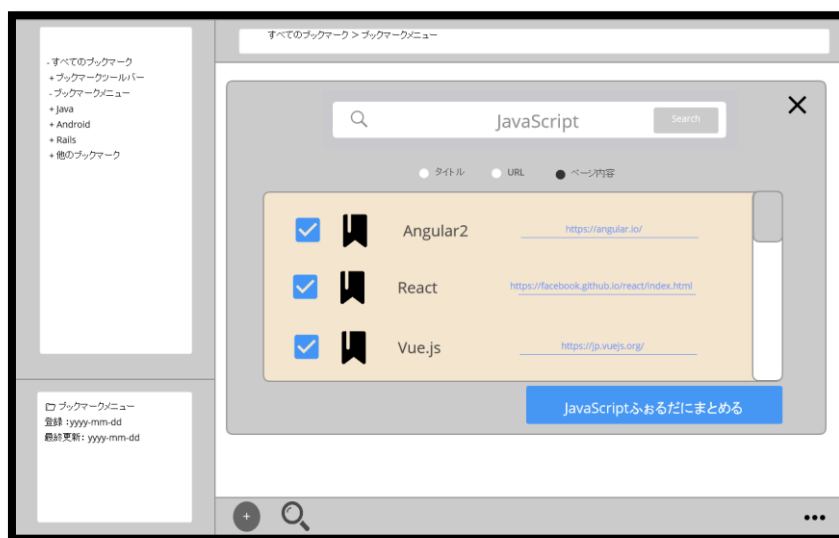 - すべてのブックマーク
+ ブックマークツールバー
- ブックマークメニュー
+ Java
+ Android
+ Rails
+ 他のブックマーク
すべてのブックマーク > ブックマークメニュー
JavaScript
Search
タイトル
URL
ページ内容
Angular2
https://angular.io/
React
https://facebook.github.io/react/index.html
Vue.js
https://jp.vuejs.org/
JavaScriptふぉるだにまとめる
ブックマークメニュー
登録 : yyyy-mm-dd
最終更新: yyyy-mm-dd